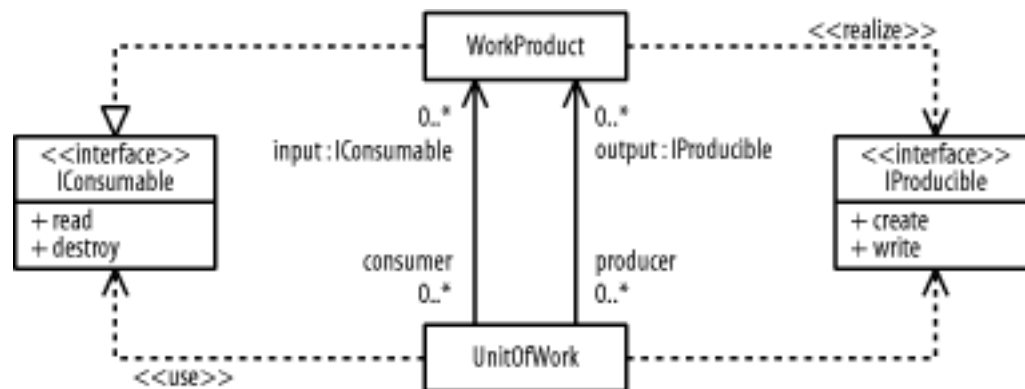 WorkProduct
<<realize>>
0..*
0..*
input : IConsumable
output : IProducible
<<interface>>
IConsumable
+ read
+ destroy
<<interface>>
IProducible
+ create
+ write
consumer
0..*
producer
0..*
UnitOfWork
<<use>>